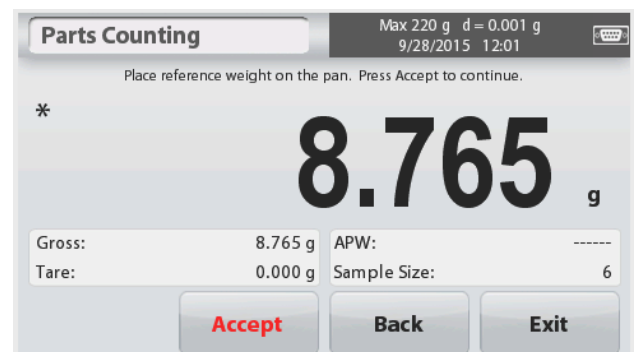 Parts Counting
Max 220 g d = 0.001 g
9/28/2015 12:01
Place reference weight on the pan. Press Accept to continue.
*
8.765 g
Gross: 8.765 g APW: ------
Tare: 0.000 g Sample Size: 6
Accept Back Exit